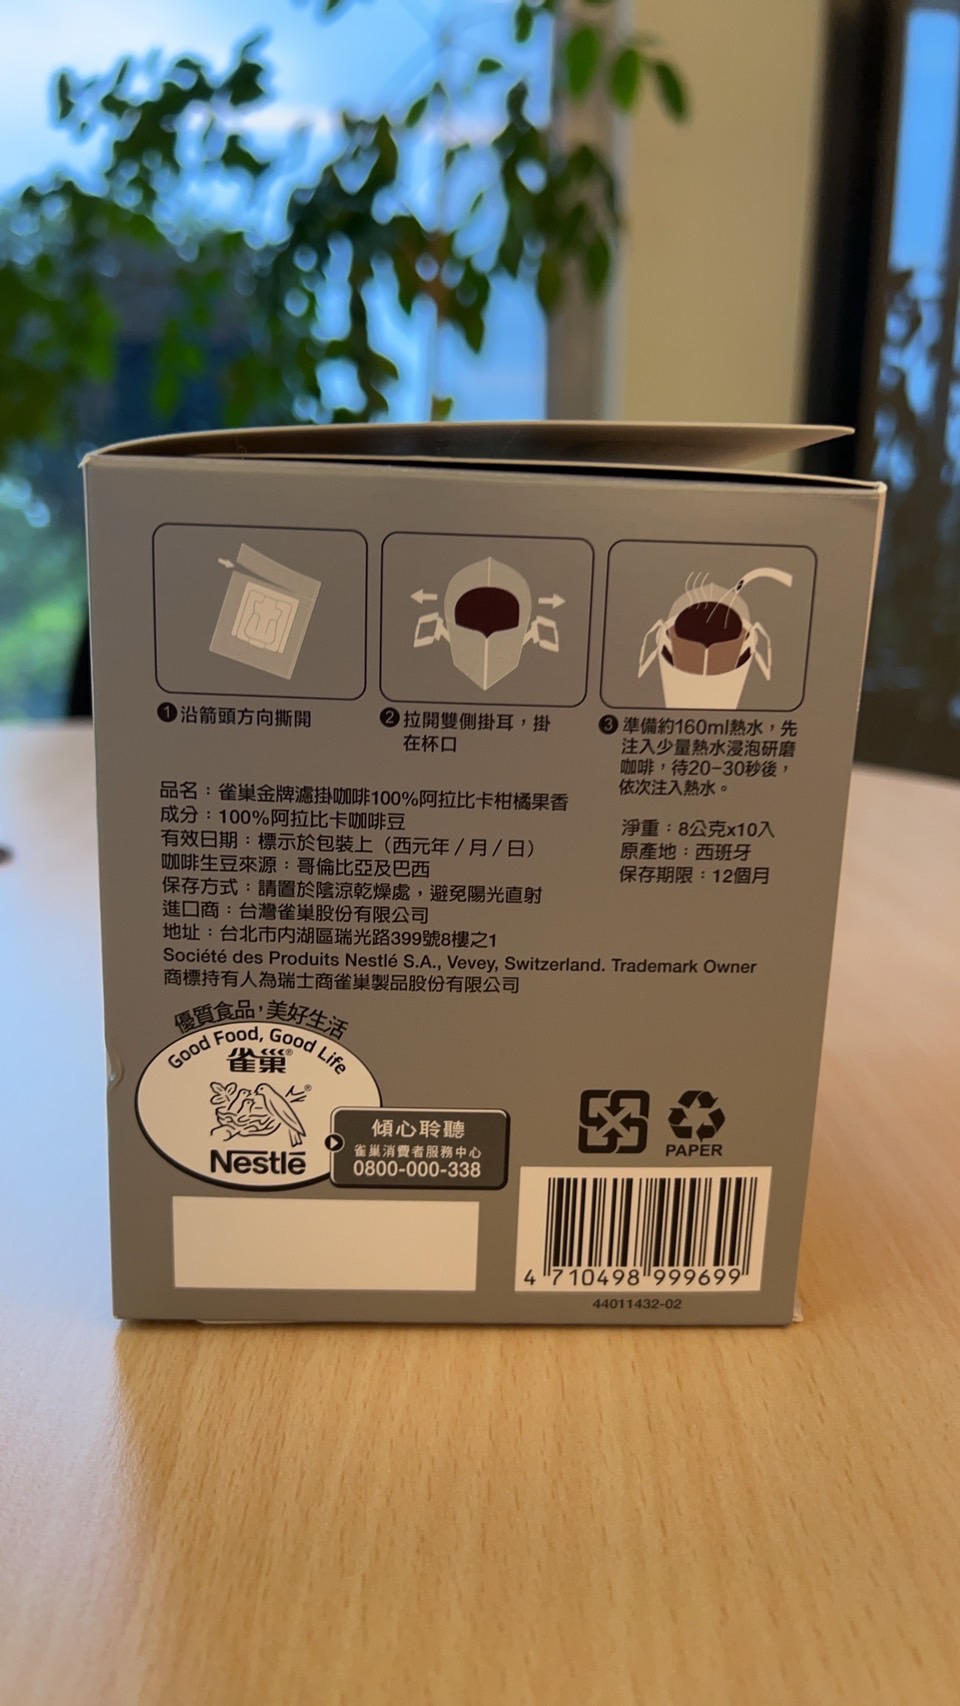 1 沿箭頭方向撕開
2 拉開雙側掛耳，掛
在杯口
3 準備約160ml熱水，先
注入少量熱水浸泡研磨
咖啡，待20-30秒後，
依次注入熱水。
品名：雀巢金牌濾掛咖啡100%阿拉比卡柑橘果香
成分：100%阿拉比卡咖啡豆
有效日期：標示於包裝上（西元年/月/日）
咖啡生豆來源：哥倫比亞及巴西
保存方式：請置於陰涼乾燥處，避免陽光直射
進口商：台灣雀巢股份有限公司
地址：台北市內湖區瑞光路399號8樓之1
Société des Produits Nestlé S.A., Vevey, Switzerland. Trademark Owner
商標持有人為瑞士商雀巢製品股份有限公司
淨重：8公克x10入
原產地：西班牙
保存期限：12個月
優質食品，美好生活
Good Food, Good Life
雀巢®
®
Nestlé
傾心聆聽
雀巢消費者服務中心
0800-000-338
PAPER
4 710498 999699
44011432-02